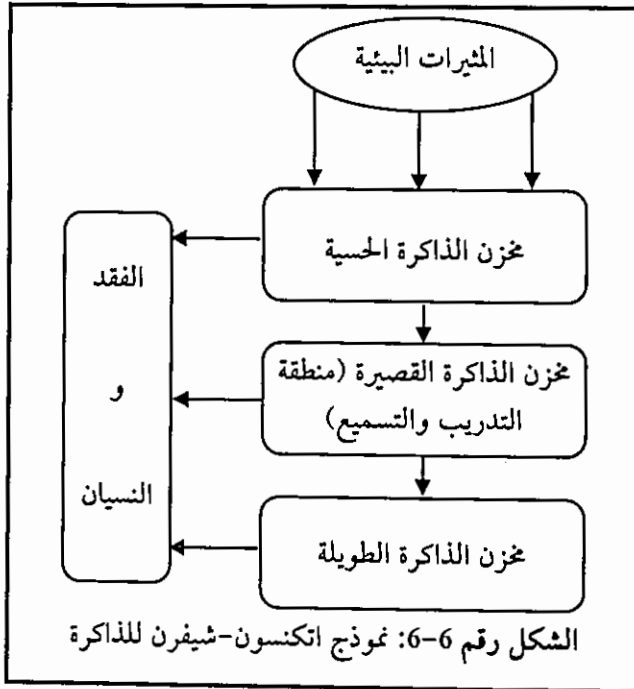 المثيرات البيئية
مخزن الذاكرة الحسية
مخزن الذاكرة القصيرة (منطقة
التدريب والتسميع)
مخزن الذاكرة الطويلة
الفقد
و
النسيان
الشكل رقم 6-6: نموذج اتكنسون-شيفرن للذاكرة